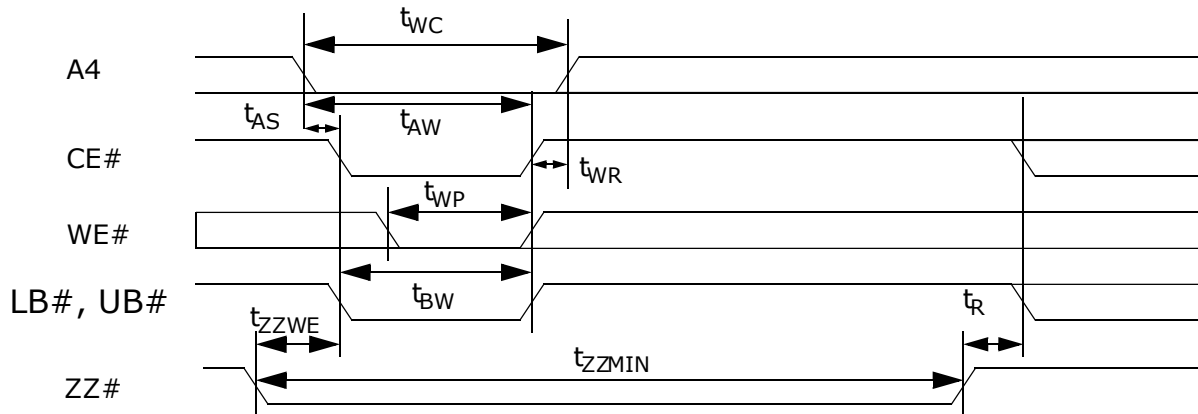 tWC
A4
tAS
tAW
CE#
tWR
tWP
WE#
LB#, UB#
tBW
tR
tZZWE
tZZMIN
ZZ#